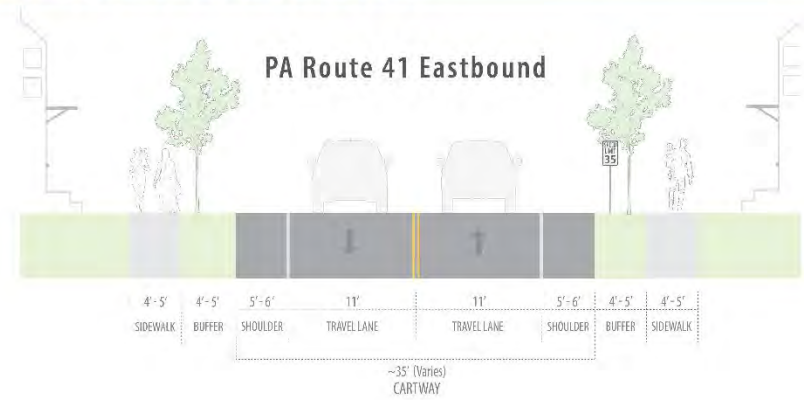 PA Route 41 Eastbound
SPEED
LIMIT
35
4'-5' 4'-5' 5'-6' 11' 11' 5'-6' 4'-5' 4'-5'
SIDEWALK BUFFER SHOULDER TRAVEL LANE TRAVEL LANE SHOULDER BUFFER SIDEWALK
~35' (Varies)
CARTWAY